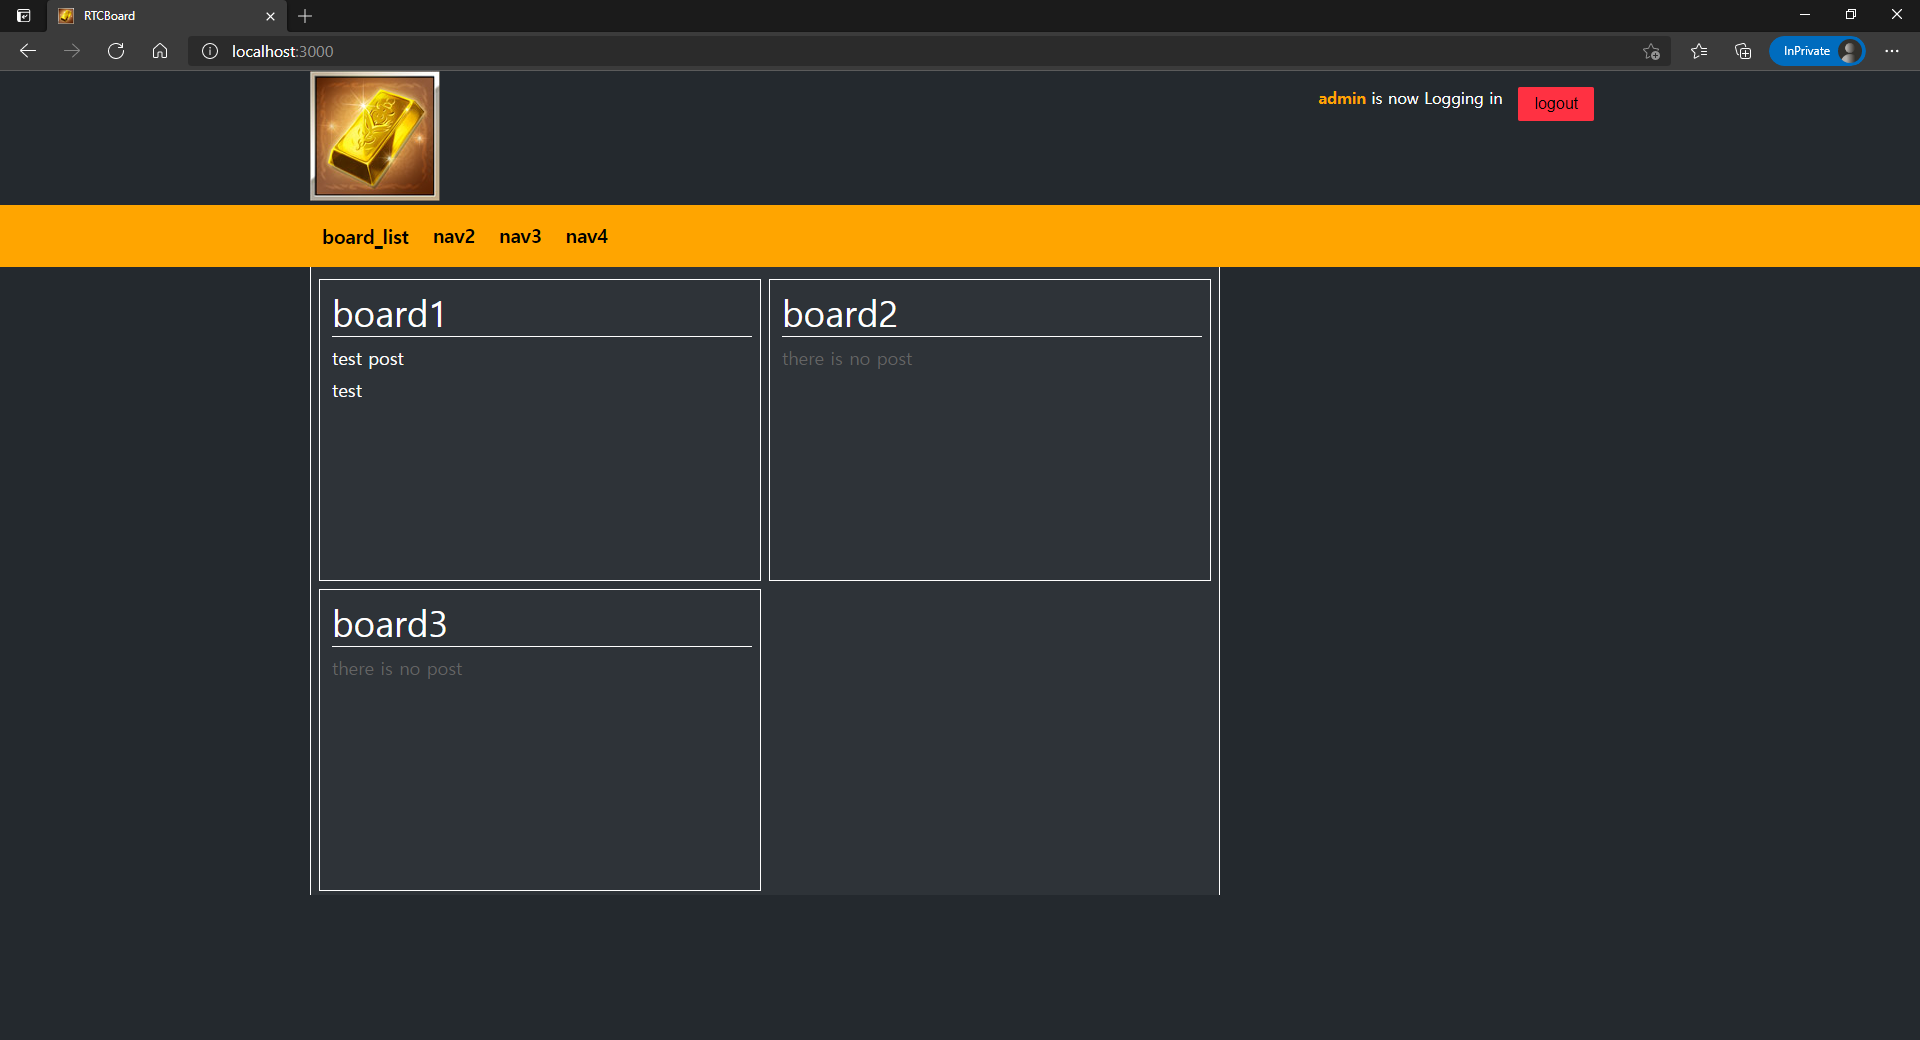 RTCBoard
localhost:3000
InPrivate
admin is now Logging in
logout
board_list nav2 nav3 nav4
board1
test post
test
board2
there is no post
board3
there is no post